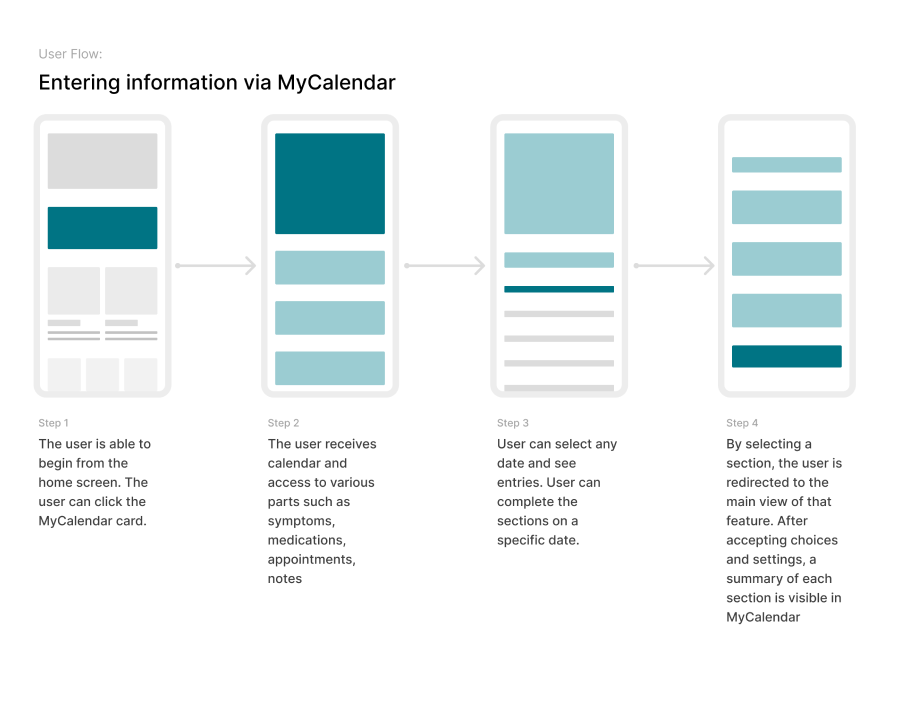 User Flow:
Entering information via MyCalendar
Step 1
The user is able to
begin from the
home screen. The
user can click the
MyCalendar card.
Step 2
The user receives
calendar and
access to various
parts such as
symptoms,
medications,
appointments,
notes
Step 3
User can select any
date and see
entries. User can
complete the
sections on a
specific date.
Step 4
By selecting a
section, the user is
redirected to the
main view of that
feature. After
accepting choices
and settings, a
summary of each
section is visible in
MyCalendar